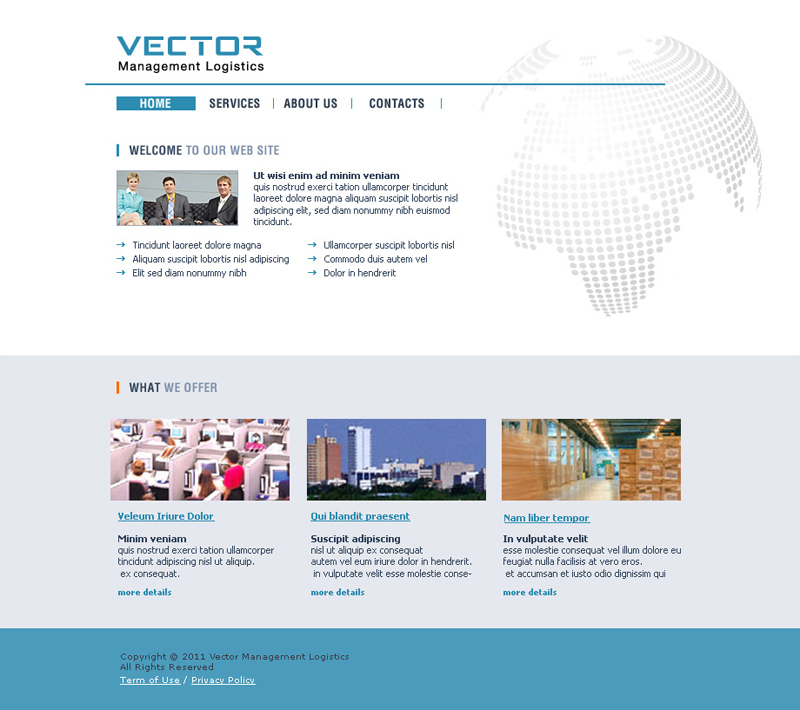 VECTOR
Management Logistics
HOME SERVICES ABOUT US CONTACTS
WELCOME TO OUR WEB SITE
Ut wisi enim ad minim veniam
quis nostrud exerci tation ullamcorper tincidunt
laoreet dolore magna aliquam suscipit lobortis nisl
adipiscing elit, sed diam nonummy nibh euismod
tincidunt.
Tincidunt laoreet dolore magna
Aliquam suscipit lobortis nisl adipiscing
Elit sed diam nonummy nibh
Ullamcorper suscipit lobortis nisl
Commodo duis autem vel
Dolor in hendrerit
WHAT WE OFFER
Veleum Iriure Dolor
Minim veniam
quis nostrud exerci tation ullamcorper
tincidunt adipiscing nisl ut aliquip.
ex consequat.
more details
Qui blandit praesent
Suscipit adipiscing
nisl ut aliquip ex consequat
autem vel eum iriure dolor in hendrerit.
in vulputate velit esse molestie conse-
more details
Nam liber tempor
In vulputate velit
esse molestie consequat vel illum dolore eu
feugiat nulla facilisis at vero eros.
et accumsan et iusto odio dignissim qui
more details
Copyright @ 2011 Vector Management Logistics
All Rights Reserved
Term of Use / Privacy Policy